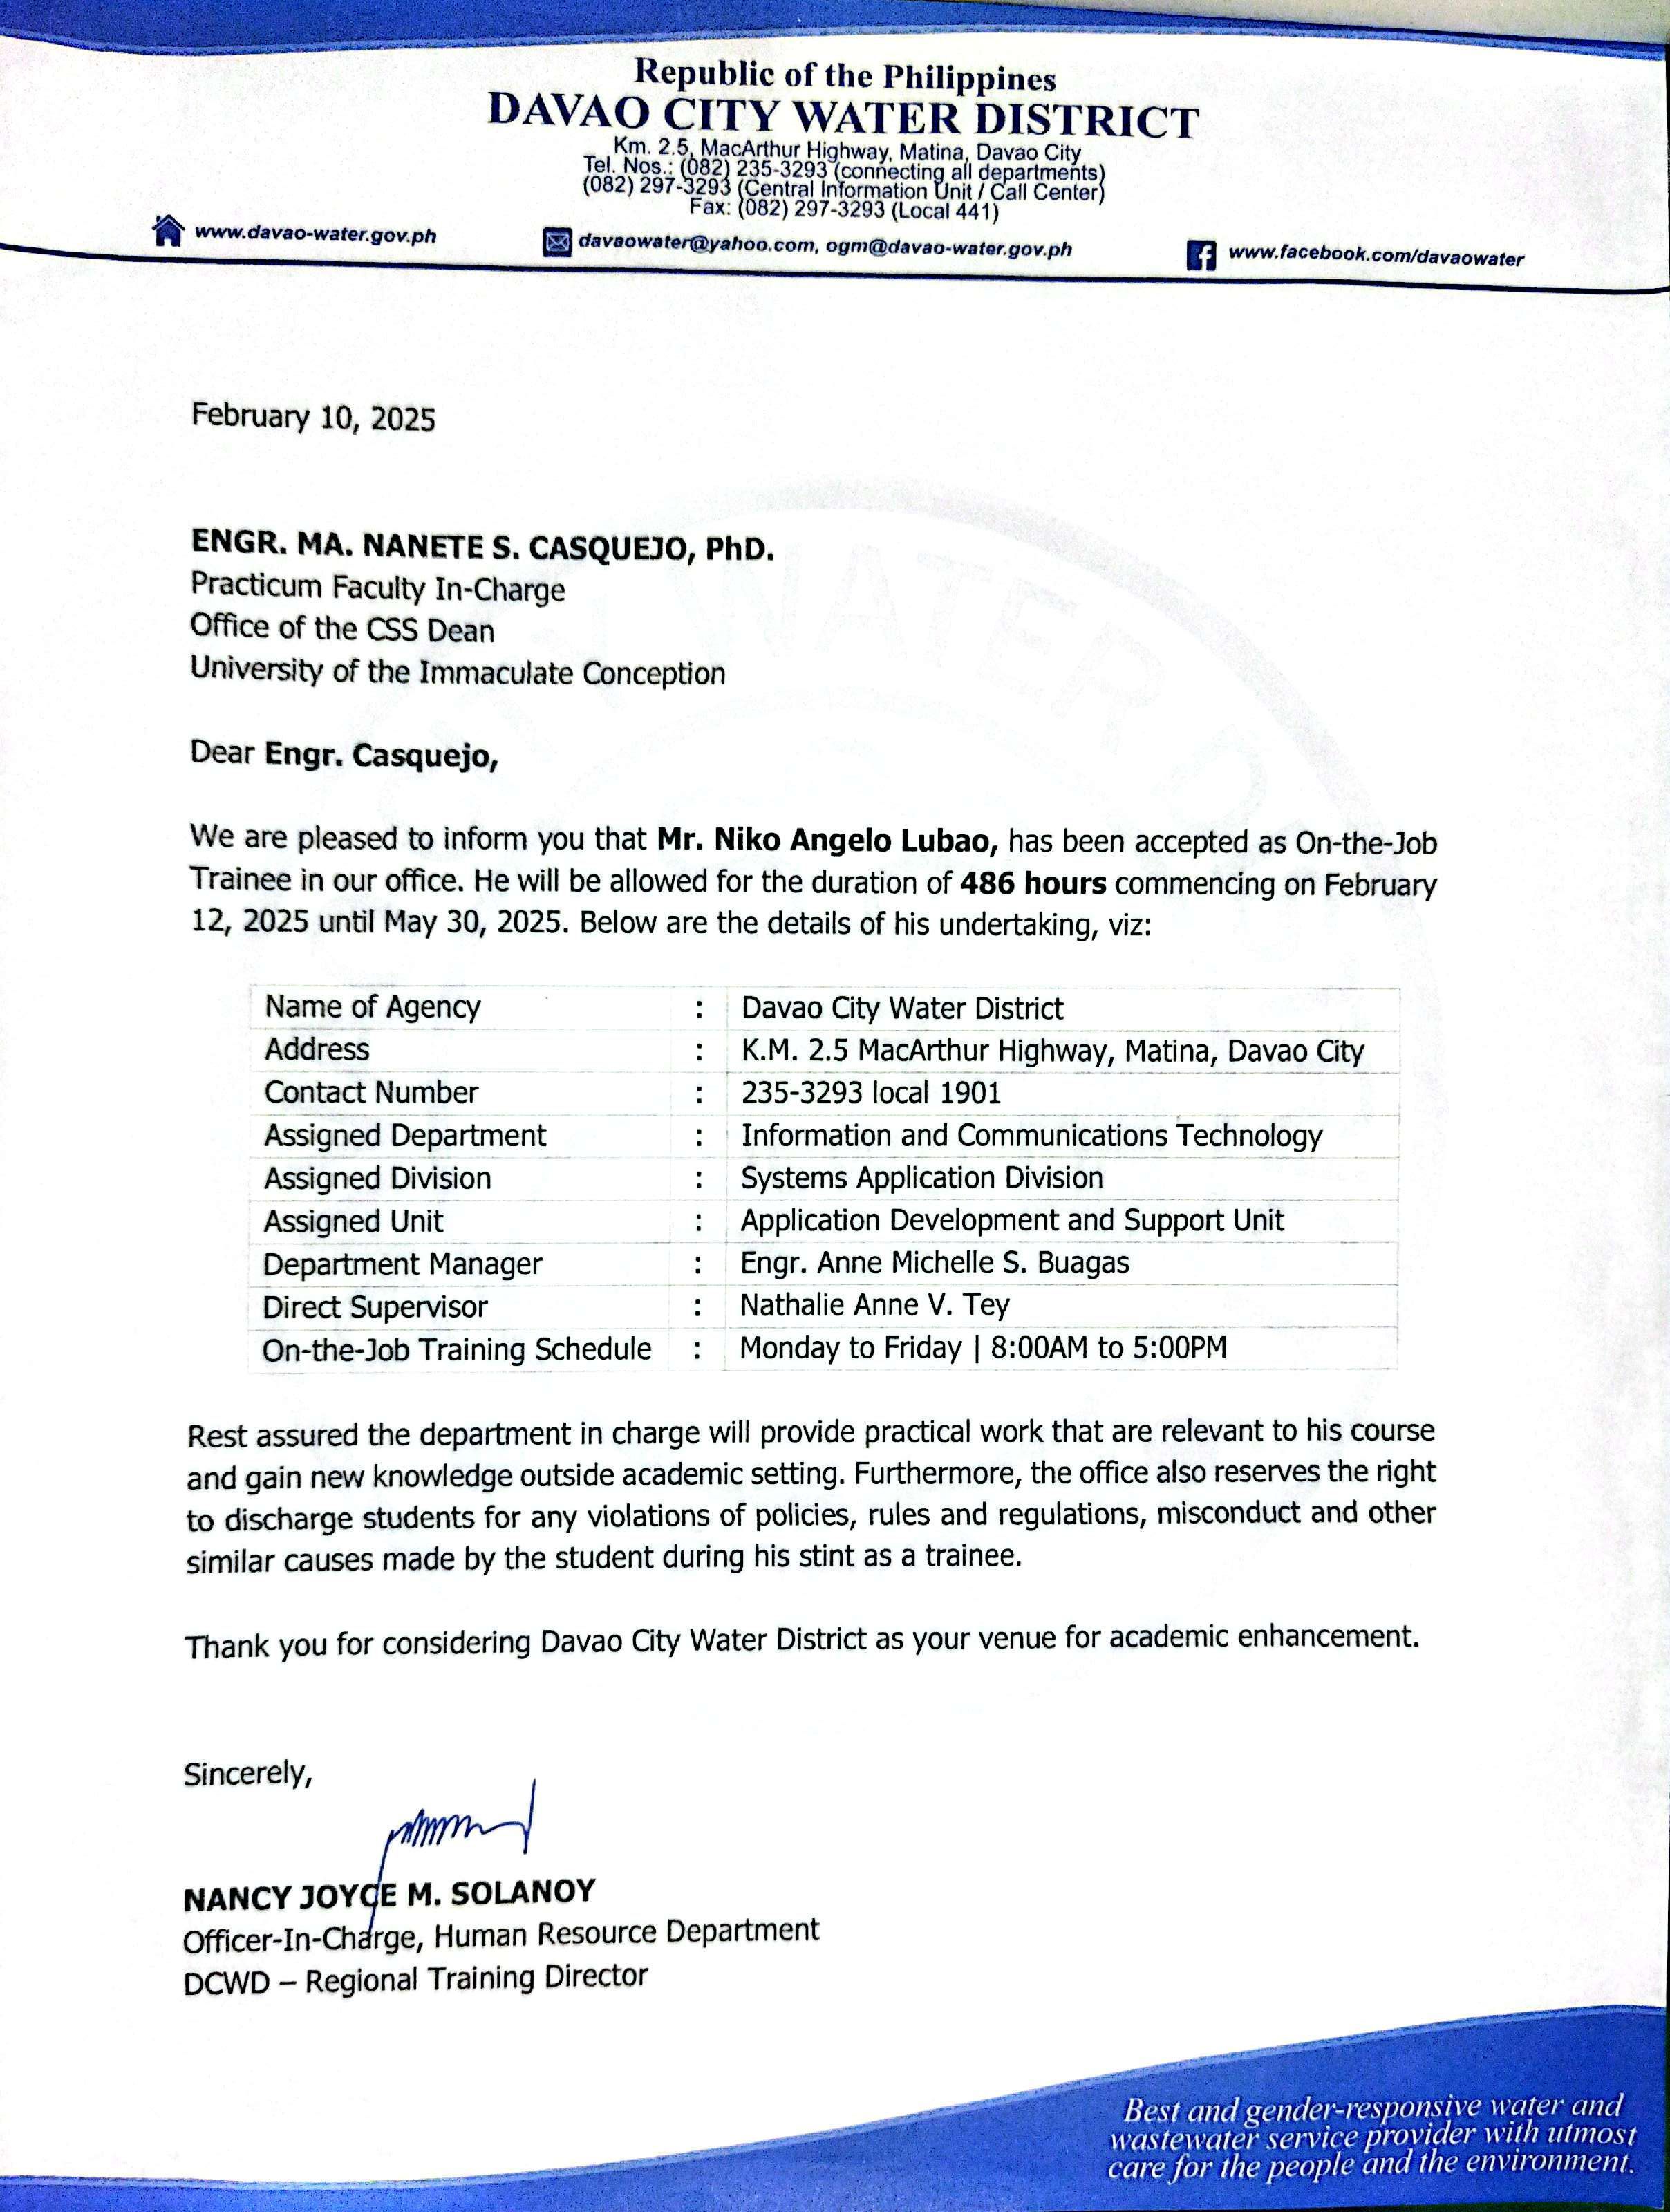 Republic of the Philippines
DAVAO CITY WATER DISTRICT
Km. 2.5, MacArthur Highway, Matina, Davao City
Tel. Nos.: (082) 235-3293 (connecting all departments)
(082) 297-3293 (Central Information Unit / Call Center)
Fax: (082) 297-3293 (Local 441)
www.davao-water.gov.ph
davaowater@yahoo.com, ogm@davao-water.gov.ph
www.facebook.com/davaowater
February 10, 2025
ENGR. MA. NANETE S. CASQUEJO, PhD.
Practicum Faculty In-Charge
Office of the CSS Dean
University of the Immaculate Conception
Dear Engr. Casquejo,
We are pleased to inform you that Mr. Niko Angelo Lubao, has been accepted as On-the-Job
Trainee in our office. He will be allowed for the duration of 486 hours commencing on February
12, 2025 until May 30, 2025. Below are the details of his undertaking, viz:
Name of Agency : Davao City Water District
Address : K.M. 2.5 MacArthur Highway, Matina, Davao City
Contact Number : 235-3293 local 1901
Assigned Department : Information and Communications Technology
Assigned Division : Systems Application Division
Assigned Unit : Application Development and Support Unit
Department Manager : Engr. Anne Michelle S. Buagas
Direct Supervisor : Nathalie Anne V. Tey
On-the-Job Training Schedule : Monday to Friday | 8:00AM to 5:00PM
Rest assured the department in charge will provide practical work that are relevant to his course
and gain new knowledge outside academic setting. Furthermore, the office also reserves the right
to discharge students for any violations of policies, rules and regulations, misconduct and other
similar causes made by the student during his stint as a trainee.
Thank you for considering Davao City Water District as your venue for academic enhancement.
Sincerely,
NANCY JOYCE M. SOLANOY
Officer-In-Charge, Human Resource Department
DCWD – Regional Training Director
Best and gender-responsive water and
wastewater service provider with utmost
care for the people and the environment.